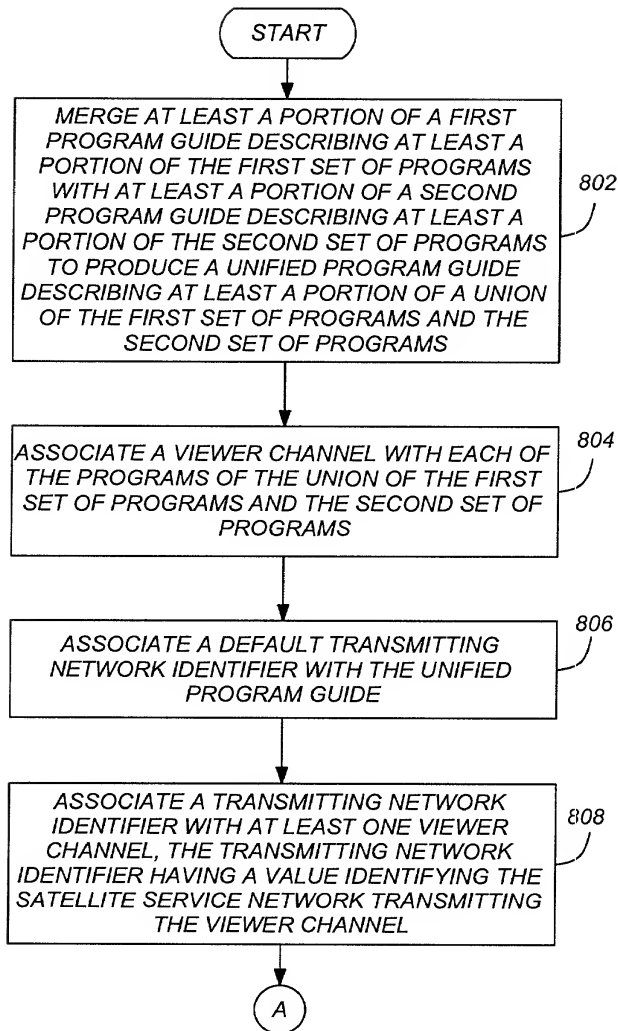 START
MERGE AT LEAST A PORTION OF A FIRST
PROGRAM GUIDE DESCRIBING AT LEAST A
PORTION OF THE FIRST SET OF PROGRAMS
WITH AT LEAST A PORTION OF A SECOND
PROGRAM GUIDE DESCRIBING AT LEAST A
PORTION OF THE SECOND SET OF PROGRAMS
TO PRODUCE A UNIFIED PROGRAM GUIDE
DESCRIBING AT LEAST A PORTION OF A UNION
OF THE FIRST SET OF PROGRAMS AND THE
SECOND SET OF PROGRAMS
802
ASSOCIATE A VIEWER CHANNEL WITH EACH OF
THE PROGRAMS OF THE UNION OF THE FIRST
SET OF PROGRAMS AND THE SECOND SET OF
PROGRAMS
804
ASSOCIATE A DEFAULT TRANSMITTING
NETWORK IDENTIFIER WITH THE UNIFIED
PROGRAM GUIDE
806
ASSOCIATE A TRANSMITTING NETWORK
IDENTIFIER WITH AT LEAST ONE VIEWER
CHANNEL, THE TRANSMITTING NETWORK
IDENTIFIER HAVING A VALUE IDENTIFYING THE
SATELLITE SERVICE NETWORK TRANSMITTING
THE VIEWER CHANNEL
808
A